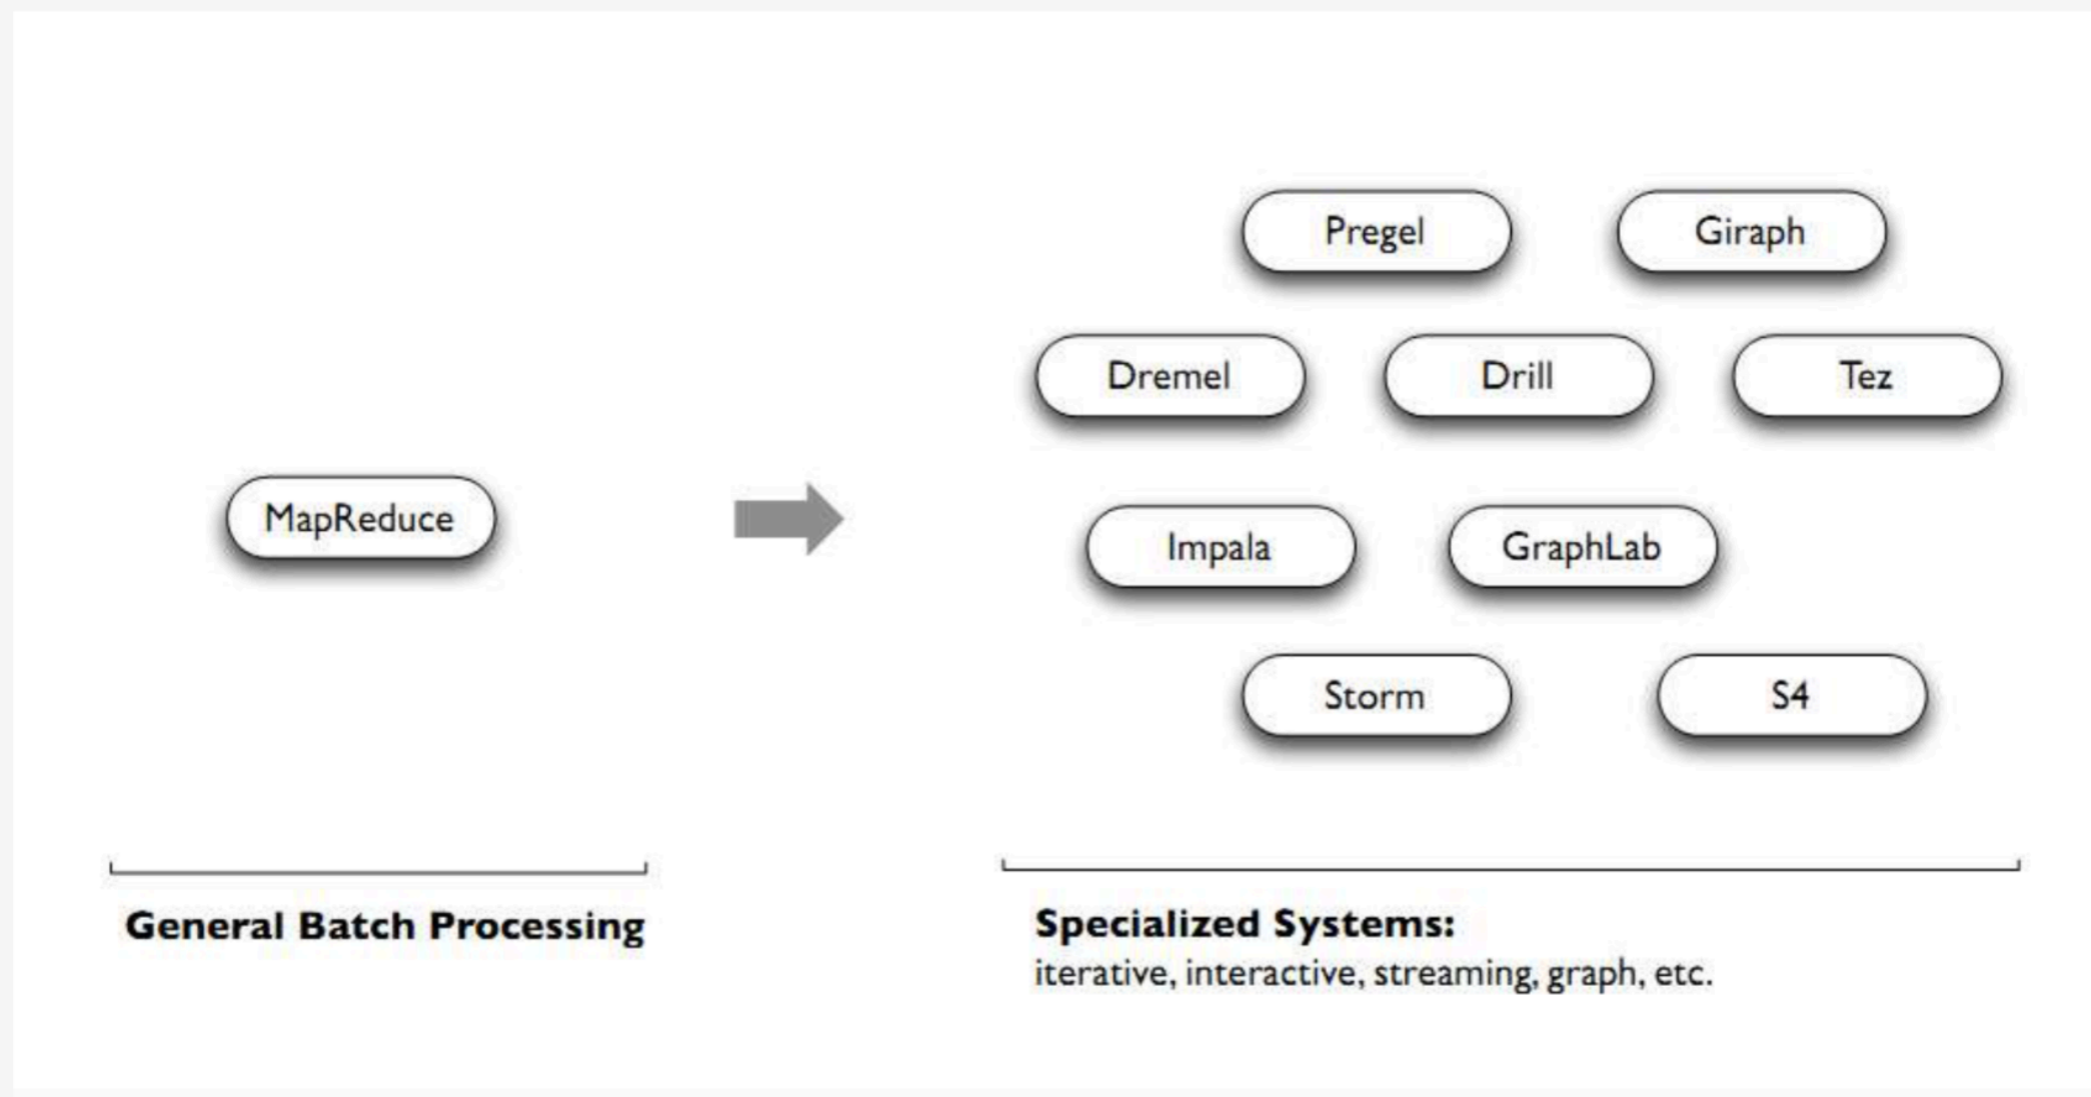 Pregel
Giraph
Dremel
Drill
Tez
MapReduce
Impala
GraphLab
Storm
S4
General Batch Processing
Specialized Systems:
iterative, interactive, streaming, graph, etc.